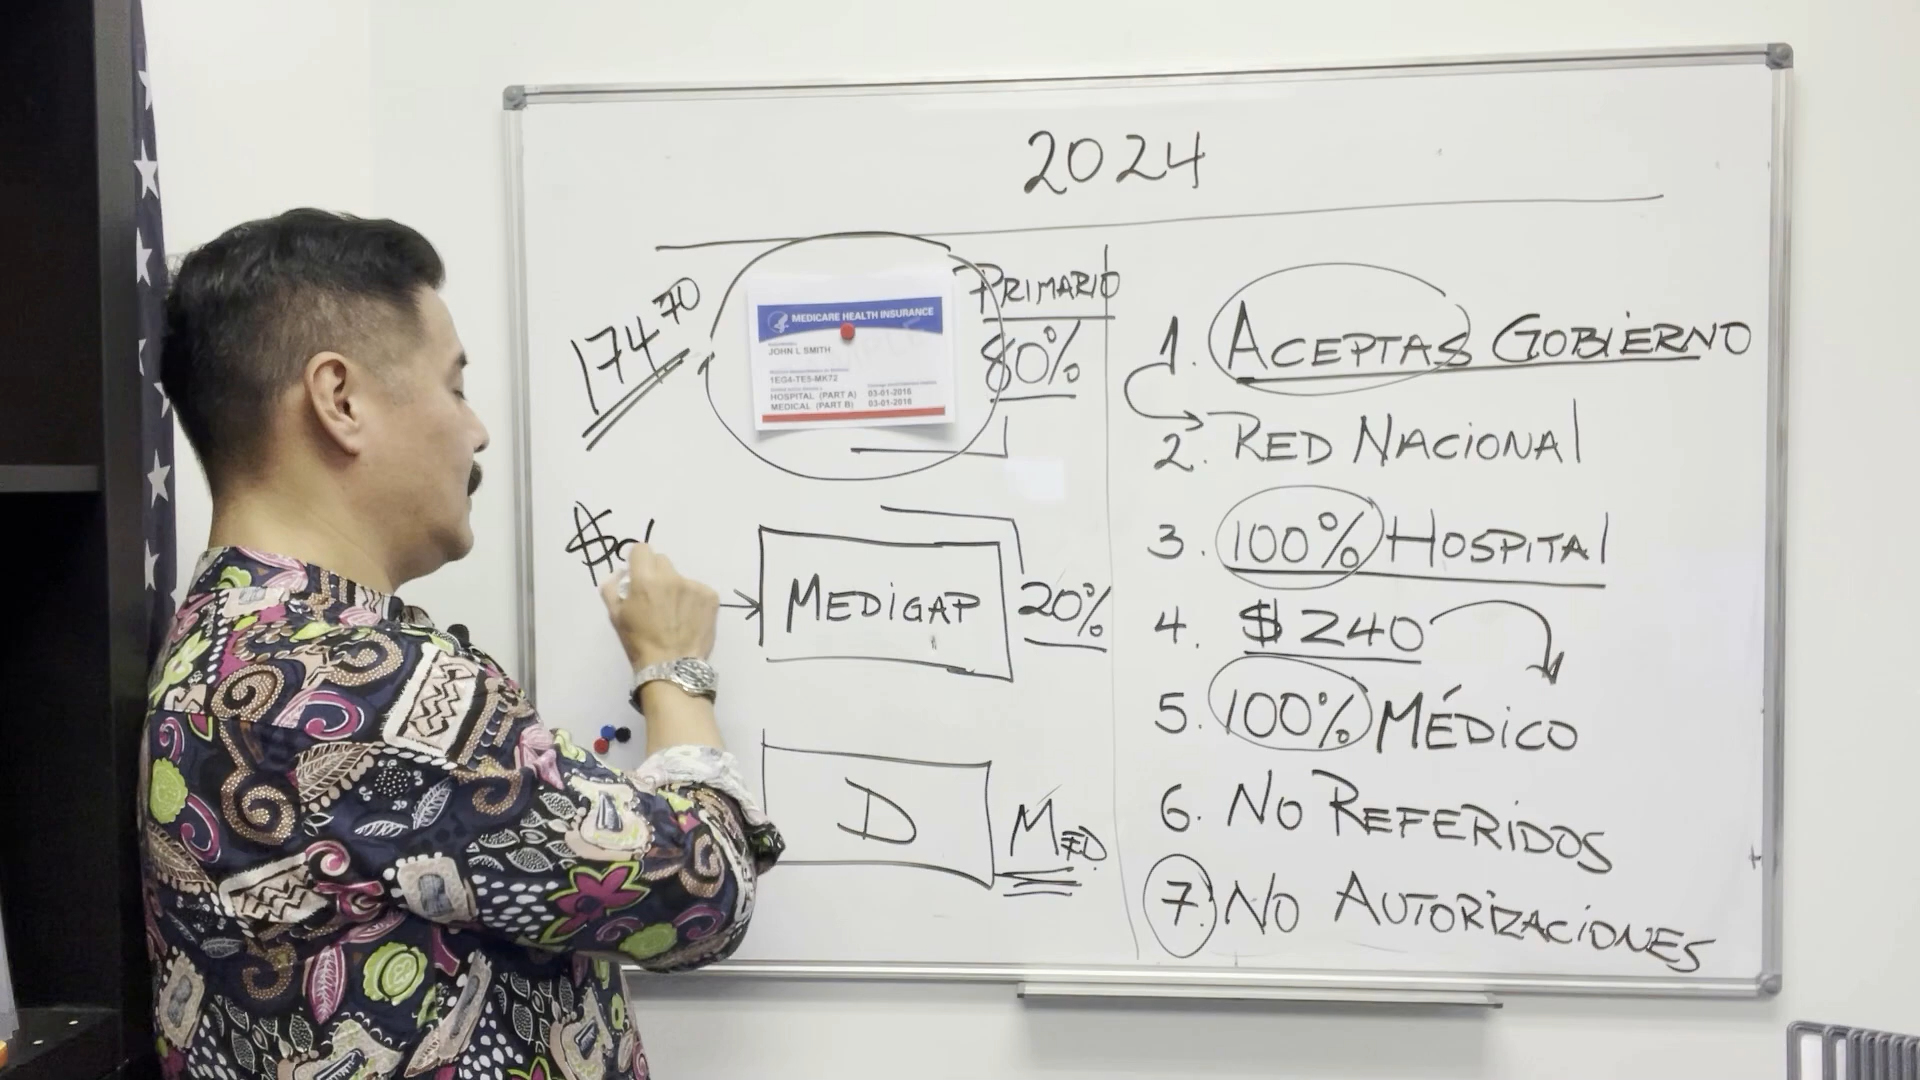 2024
174 70
MEDICARE HEALTH INSURANCE
JOHN L SMITH
1EG4-TE5-MK72
HOSPITAL (PART A) 03-01-2016
MEDICAL (PART B) 03-01-2016
PRIMARIO
80%
MEDIGAP
20%
D
MED.
1. ACEPTAS GOBIERNO
2. RED NACIONAL
3. 100% HOSPITAL
4. $240
5. 100% MÉDICO
6. NO REFERIDOS
7. NO AUTORIZACIONES